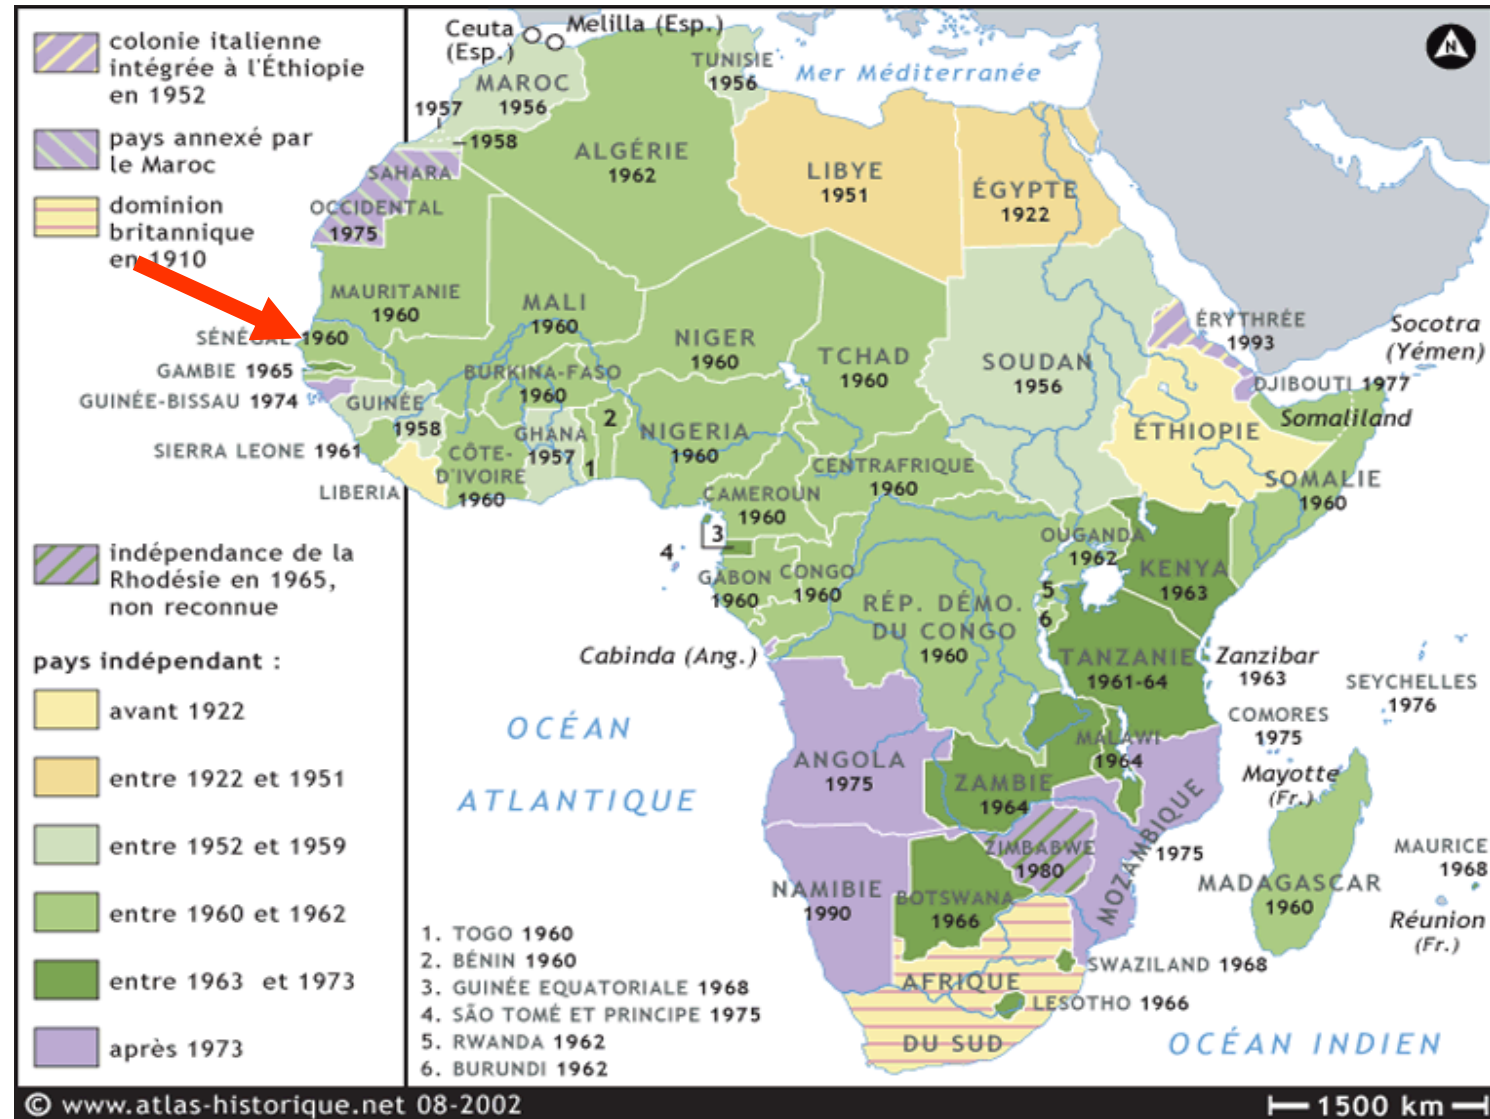 colonie italienne
intégrée à l'Éthiopie
en 1952
pays annexé par
le Maroc
dominion
britannique
en 1910
indépendance de la
Rhodésie en 1965,
non reconnue
pays indépendant :
avant 1922
entre 1922 et 1951
entre 1952 et 1959
entre 1960 et 1962
entre 1963 et 1973
après 1973
Ceuta
(Esp.)
Melilla (Esp.)
N
Mer Méditerranée
TUNISIE
1956
MAROC
1956
1957
1958
ALGÉRIE
1962
LIBYE
1951
ÉGYPTE
1922
SAHARA
OCCIDENTAL
1975
MAURITANIE
1960
MALI
1960
NIGER
1960
TCHAD
1960
SOUDAN
1956
ÉRYTHRÉE
1993
Socotra
(Yémen)
1960
GAMBIE 1965
GUINÉE-BISSAU 1974
GUINÉE
1958
SIERRA LEONE 1961
LIBERIA
CÔTE-
D'IVOIRE
1960
BURKINA-FASO
1960
GHANA
1957
1
2
NIGERIA
1960
CENTRAFRIQUE
1960
CAMEROUN
1960
DJIBOUTI 1977
Somaliland
ÉTHIOPIE
SOMALIE
1960
3
4
GABON
1960
CONGO
1960
RÉP. DÉMO.
DU CONGO
1960
OUGANDA
1962
KENYA
1963
5
6
Cabinda (Ang.)
TANZANIE
1961-64
Zanzibar
1963
SEYCHELLES
1976
COMORES
1975
Mayotte
(Fr.)
OCÉAN
ATLANTIQUE
ANGOLA
1975
ZAMBIE
1964
MALAWI
1964
MOZAMBIQUE
1975
ZIMBABWE
1980
NAMIBIE
1990
BOTSWANA
1966
MADAGASCAR
1960
MAURICE
1968
Réunion
(Fr.)
AFRIQUE
DU SUD
SWAZILAND 1968
LESOTHO 1966
OCÉAN INDIEN
1. TOGO 1960
2. BÉNIN 1960
3. GUINÉE EQUATORIALE 1968
4. SÃO TOMÉ ET PRINCIPE 1975
5. RWANDA 1962
6. BURUNDI 1962
© www.atlas-historique.net 08-2002
1500 km